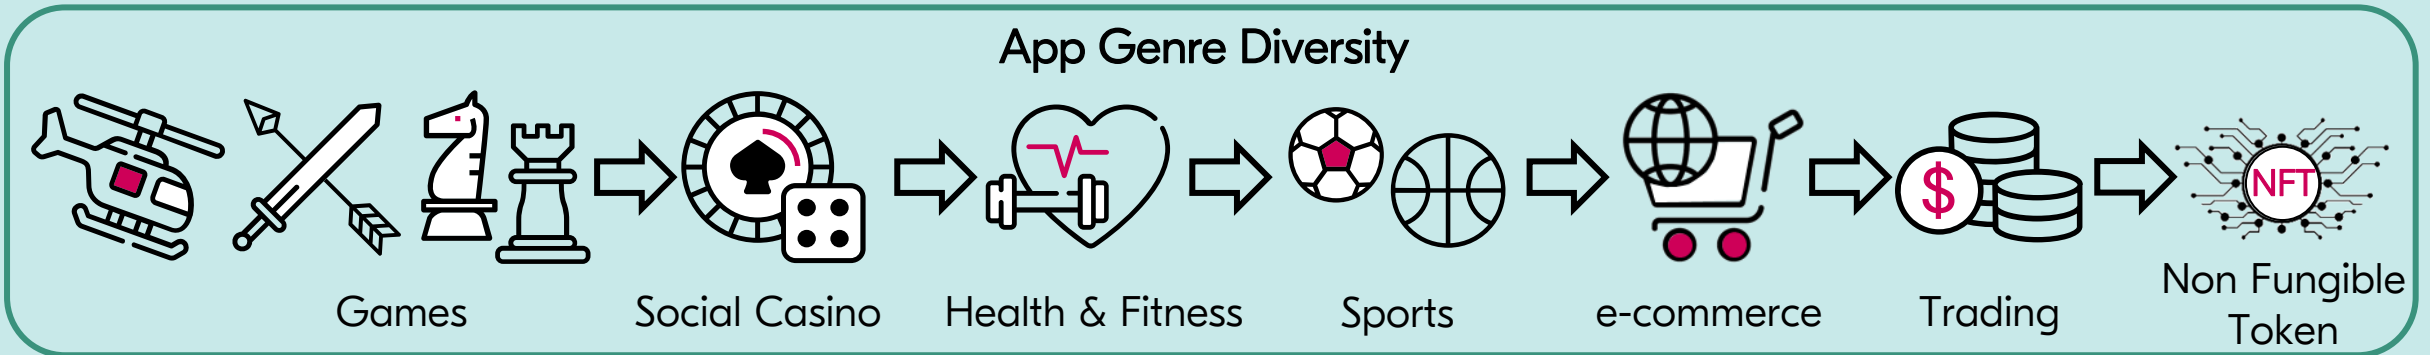 App Genre Diversity
$
NFT
Games
Social Casino
Health & Fitness
Sports
e-commerce
Trading
Non Fungible
Token